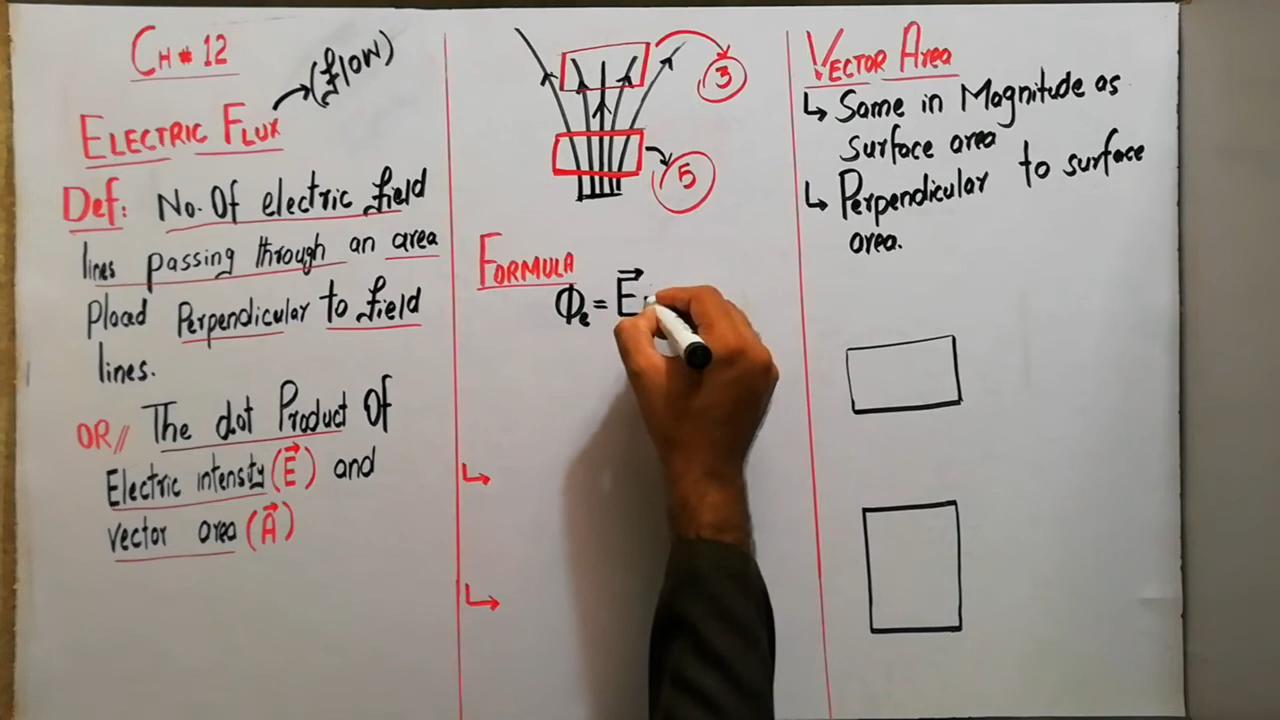 CH # 12
(flow)
ELECTRIC FLUX
Def: No. Of electric field
lines passing through an area
placd Perpendicular to field
lines.
OR // The dot Product Of
Electric intensity (E⃗) and
vector area (A⃗)
3
5
FORMULA
Φe = E⃗
VECTOR AREA
↳ Same in Magnitude as
surface area
↳ Perpendicular to surface
area.